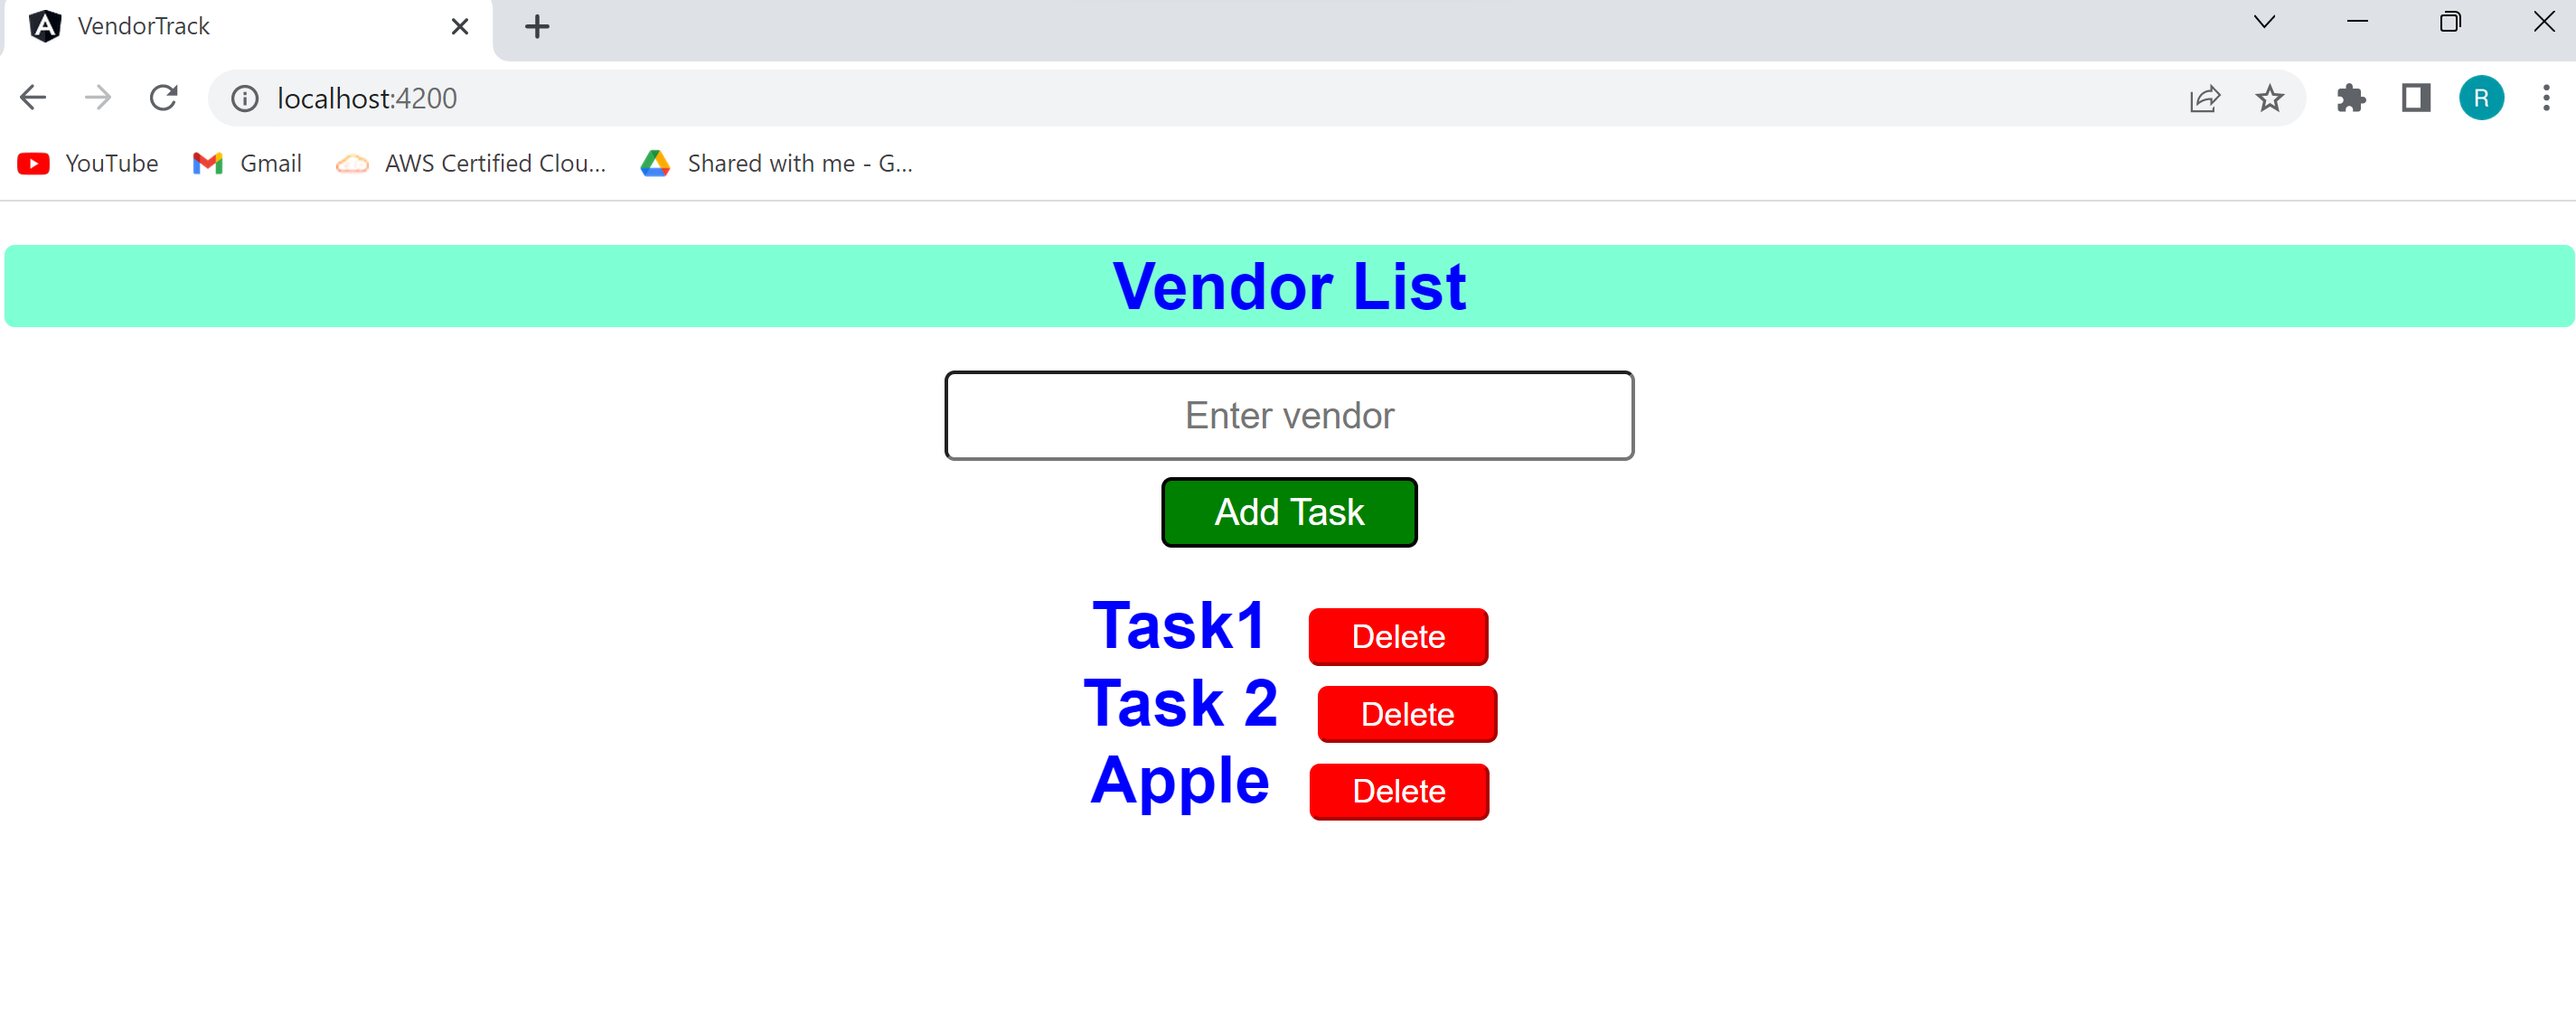 VendorTrack
localhost:4200
R
YouTube Gmail AWS Certified Clou... Shared with me - G...
Vendor List
Enter vendor
Add Task
Task1 Delete
Task 2 Delete
Apple Delete